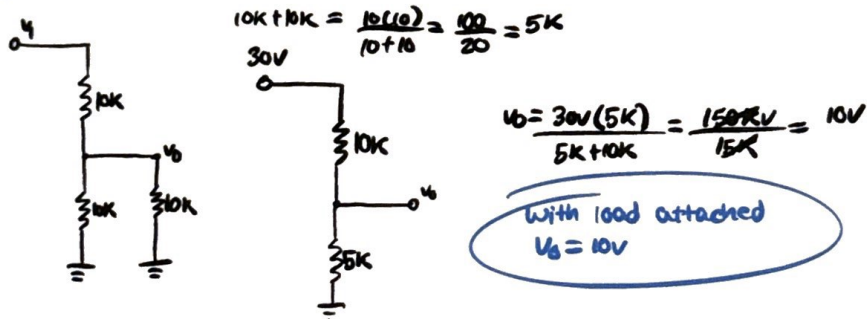 10K+10K = 10(10)/10+10 = 100/20 = 5K
Vi
10K
Vo
10K
10K
30V
10K
Vo
5K
Vo = 30V(5K)/5K+10K = 150KV/15K = 10V
With load attached
Vo = 10V